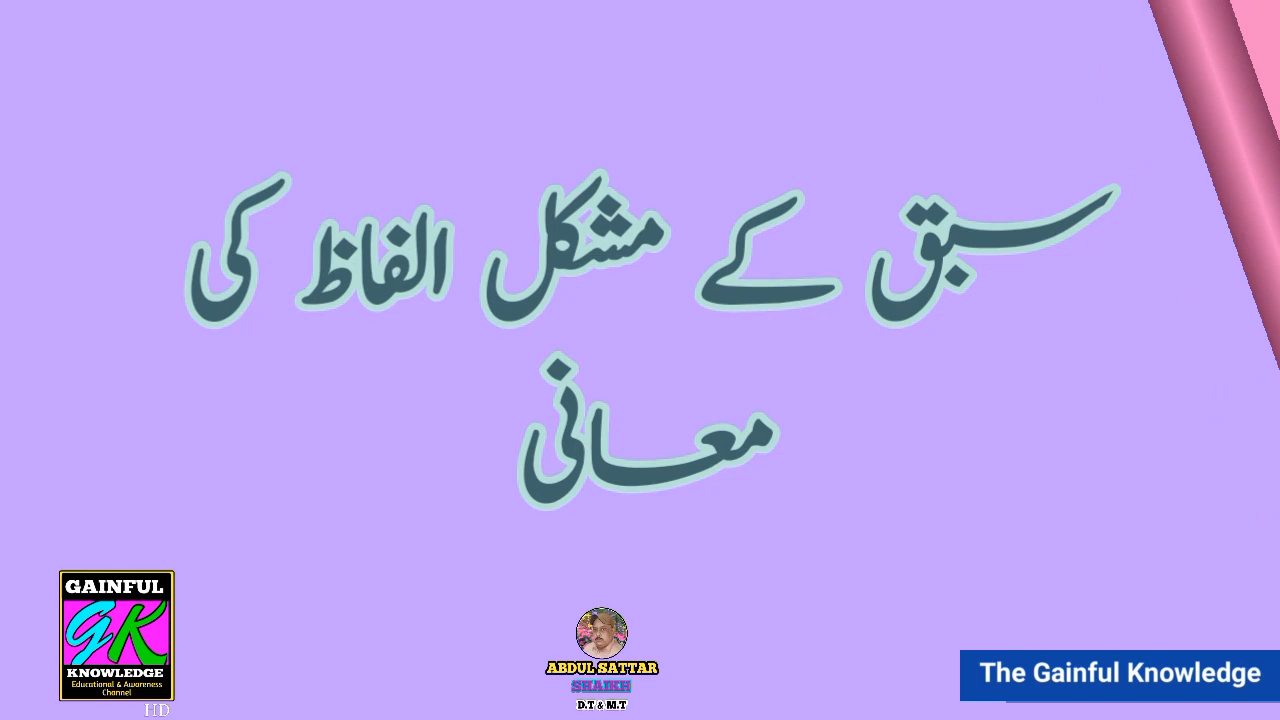 سبق کے مشکل الفاظ کی
معانی
GAINFUL
GK
KNOWLEDGE
Educational & Awareness
Channel
HD
ABDUL SATTAR
SHAIKH
D.T & M.T
The Gainful Knowledge